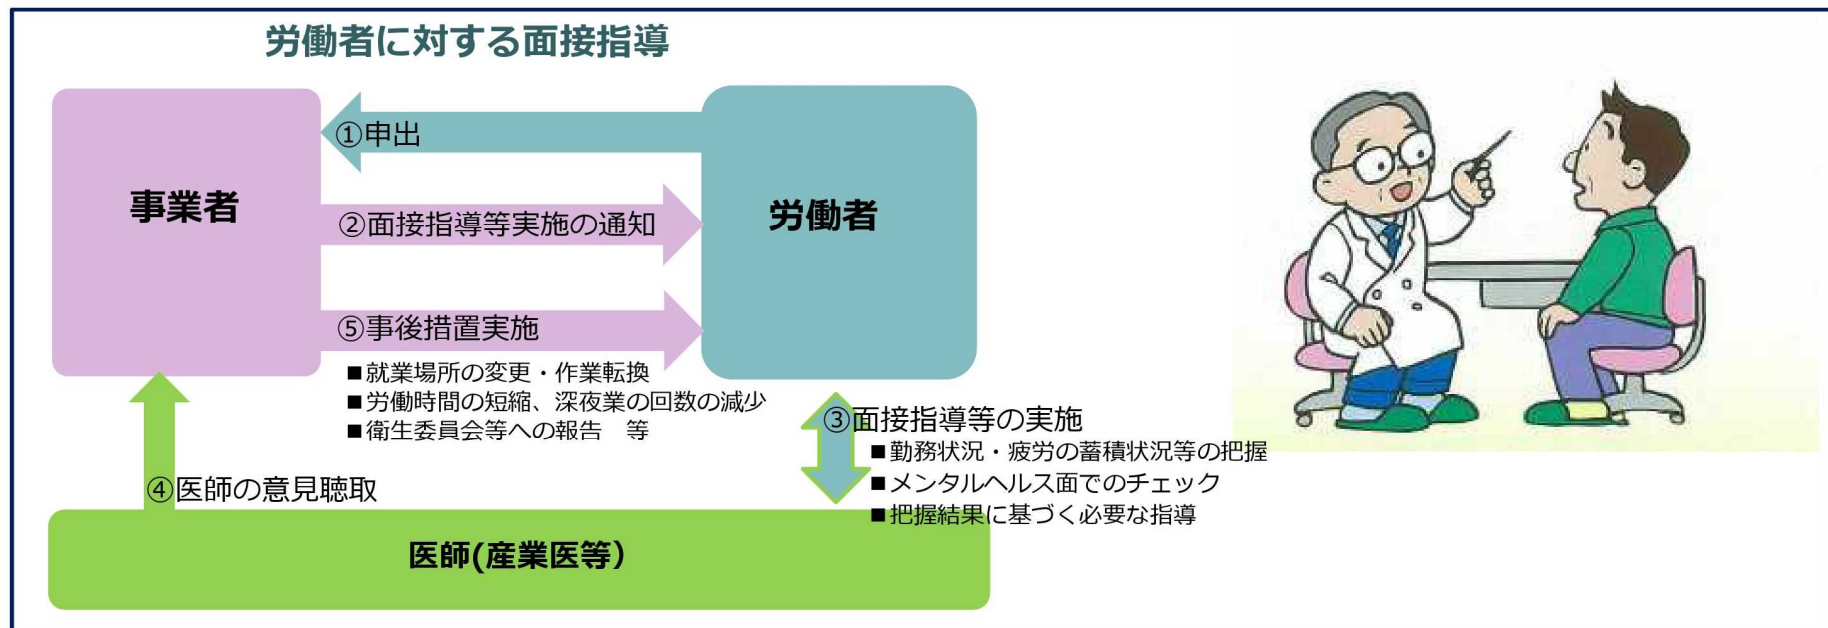 労働者に対する面接指導
①申出
事業者
労働者
②面接指導等実施の通知
⑤事後措置実施
■就業場所の変更・作業転換
■労働時間の短縮、深夜業の回数の減少
■衛生委員会等への報告　等
③面接指導等の実施
■勤務状況・疲労の蓄積状況等の把握
■メンタルヘルス面でのチェック
■把握結果に基づく必要な指導
④医師の意見聴取
医師(産業医等）